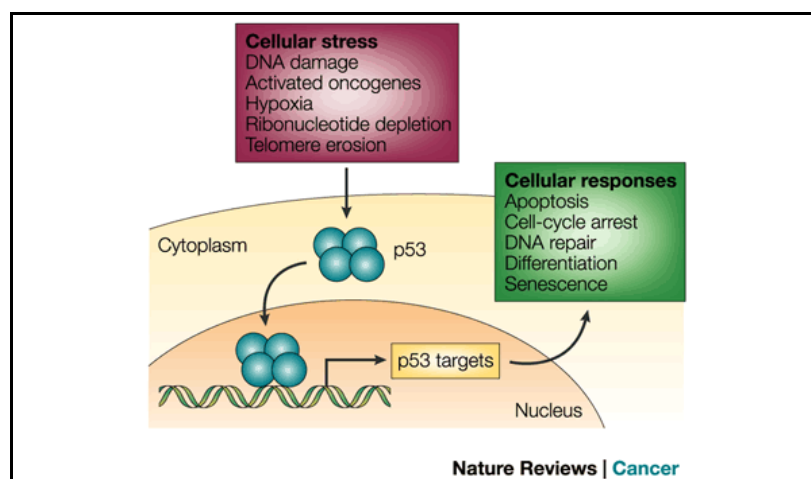 Cellular stress
DNA damage
Activated oncogenes
Hypoxia
Ribonucleotide depletion
Telomere erosion
Cellular responses
Apoptosis
Cell-cycle arrest
DNA repair
Differentiation
Senescence
Cytoplasm
p53
p53 targets
Nucleus
Nature Reviews | Cancer